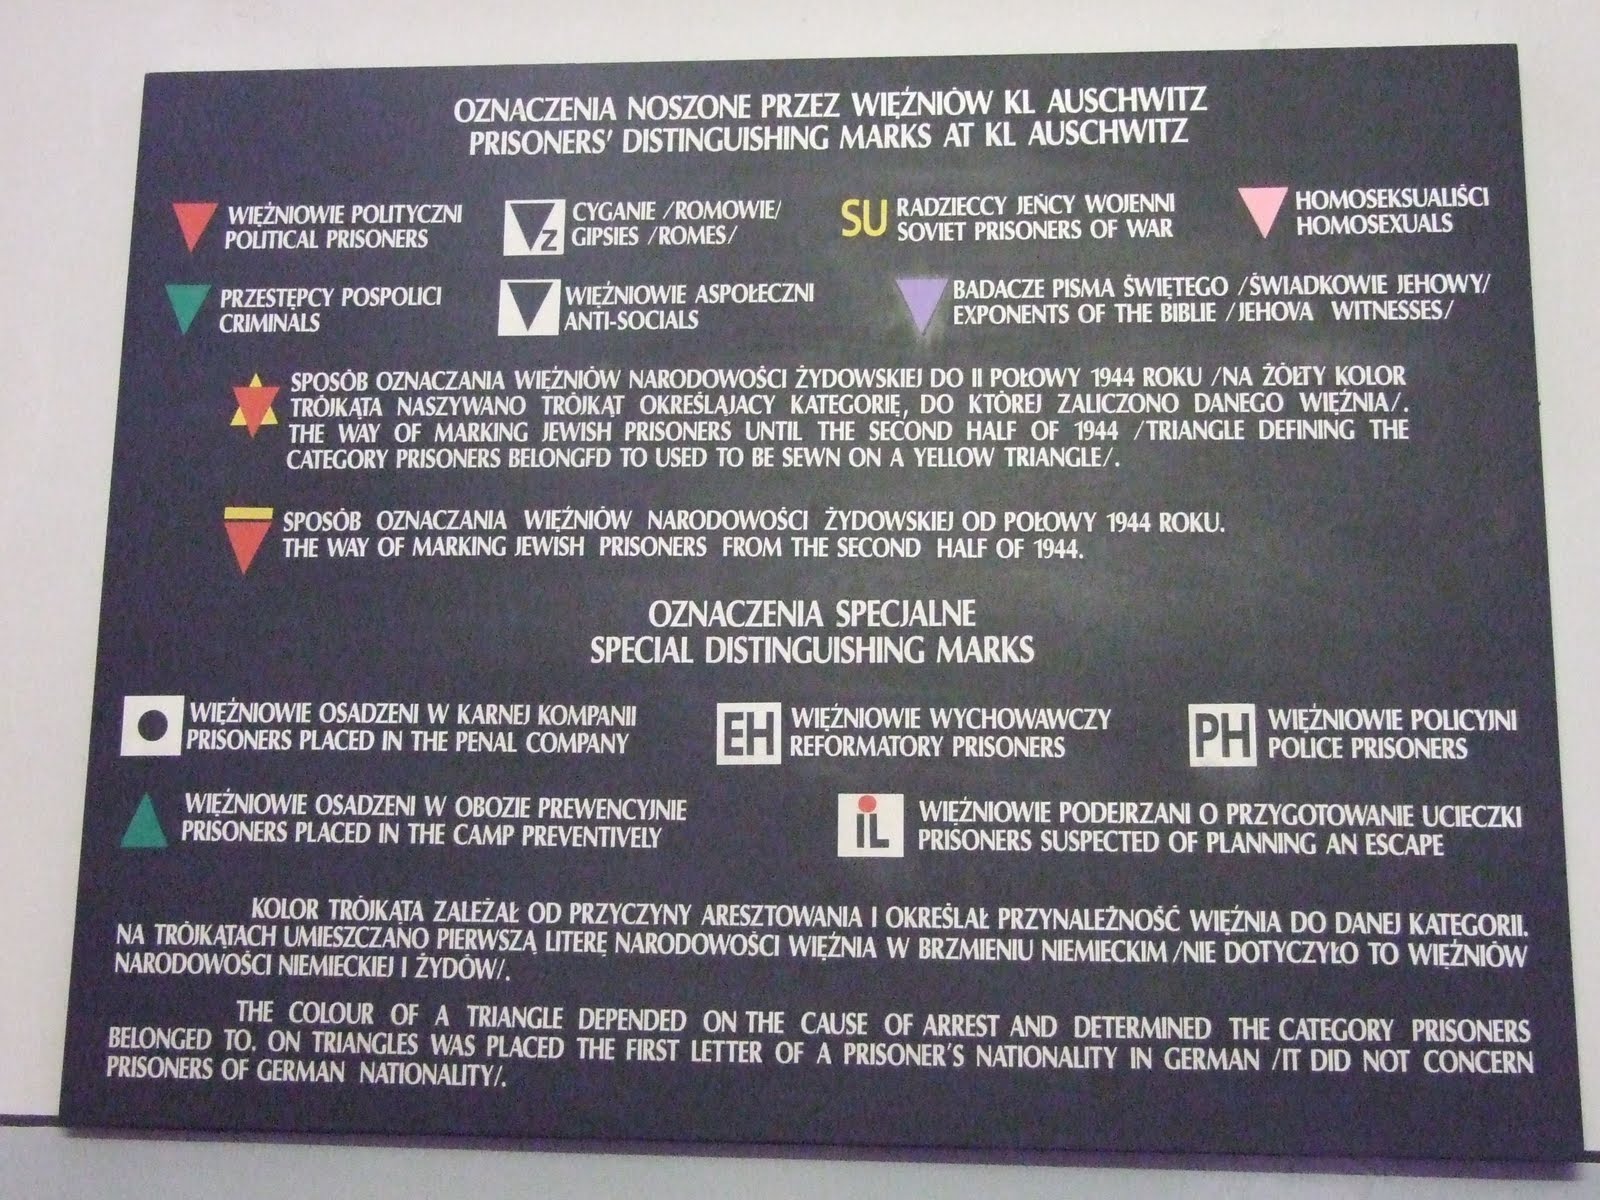 OZNACZENIA NOSZONE PRZEZ WIĘŹNIÓW KL AUSCHWITZ
PRISONERS' DISTINGUISHING MARKS AT KL AUSCHWITZ
WIĘŹNIOWIE POLITYCZNI
POLITICAL PRISONERS
Z
CYGANIE /ROMOWIE/
GIPSIES /ROMES/
SU
RADZIECCY JEŃCY WOJENNI
SOVIET PRISONERS OF WAR
HOMOSEKSUALIŚCI
HOMOSEXUALS
PRZESTĘPCY POSPOLICI
CRIMINALS
WIĘŹNIOWIE ASPOŁECZNI
ANTI-SOCIALS
BADACZE PISMA ŚWIĘTEGO /ŚWIADKOWIE JEHOWY/
EXPONENTS OF THE BIBLIE /JEHOVA WITNESSES/
SPOSÓB OZNACZANIA WIĘŹNIÓW NARODOWOŚCI ŻYDOWSKIEJ DO II POŁOWY 1944 ROKU /NA ŻÓŁTY KOLOR
TRÓJKĄTA NASZYWANO TRÓJKĄT OKREŚLAJĄCY KATEGORIĘ, DO KTÓREJ ZALICZONO DANEGO WIĘŹNIA/.
THE WAY OF MARKING JEWISH PRISONERS UNTIL THE SECOND HALF OF 1944 /TRIANGLE DEFINING THE
CATEGORY PRISONERS BELONGFD TO USED TO BE SEWN ON A YELLOW TRIANGLE/.
SPOSÓB OZNACZANIA WIĘŹNIÓW NARODOWOŚCI ŻYDOWSKIEJ OD POŁOWY 1944 ROKU.
THE WAY OF MARKING JEWISH PRISONERS FROM THE SECOND HALF OF 1944.
OZNACZENIA SPECJALNE
SPECIAL DISTINGUISHING MARKS
WIĘŹNIOWIE OSADZENI W KARNEJ KOMPANII
PRISONERS PLACED IN THE PENAL COMPANY
EH
WIĘŹNIOWIE WYCHOWAWCZY
REFORMATORY PRISONERS
PH
WIĘŹNIOWIE POLICYJNI
POLICE PRISONERS
WIĘŹNIOWIE OSADZENI W OBOZIE PREWENCYJNIE
PRISONERS PLACED IN THE CAMP PREVENTIVELY
iL
WIĘŹNIOWIE PODEJRZANI O PRZYGOTOWANIE UCIECZKI
PRISONERS SUSPECTED OF PLANNING AN ESCAPE
KOLOR TRÓJKĄTA ZALEŻAŁ OD PRZYCZYNY ARESZTOWANIA I OKREŚLAŁ PRZYNALEŻNOŚĆ WIĘŹNIA DO DANEJ KATEGORII.
NA TRÓJKĄTACH UMIESZCZANO PIERWSZĄ LITERĘ NARODOWOŚCI WIĘŹNIA W BRZMIENIU NIEMIECKIM /NIE DOTYCZYŁO TO WIĘŹNIÓW
NARODOWOŚCI NIEMIECKIEJ I ŻYDÓW/.
THE COLOUR OF A TRIANGLE DEPENDED ON THE CAUSE OF ARREST AND DETERMINED THE CATEGORY PRISONERS
BELONGED TO. ON TRIANGLES WAS PLACED THE FIRST LETTER OF A PRISONER'S NATIONALITY IN GERMAN /IT DID NOT CONCERN
PRISONERS OF GERMAN NATIONALITY/.